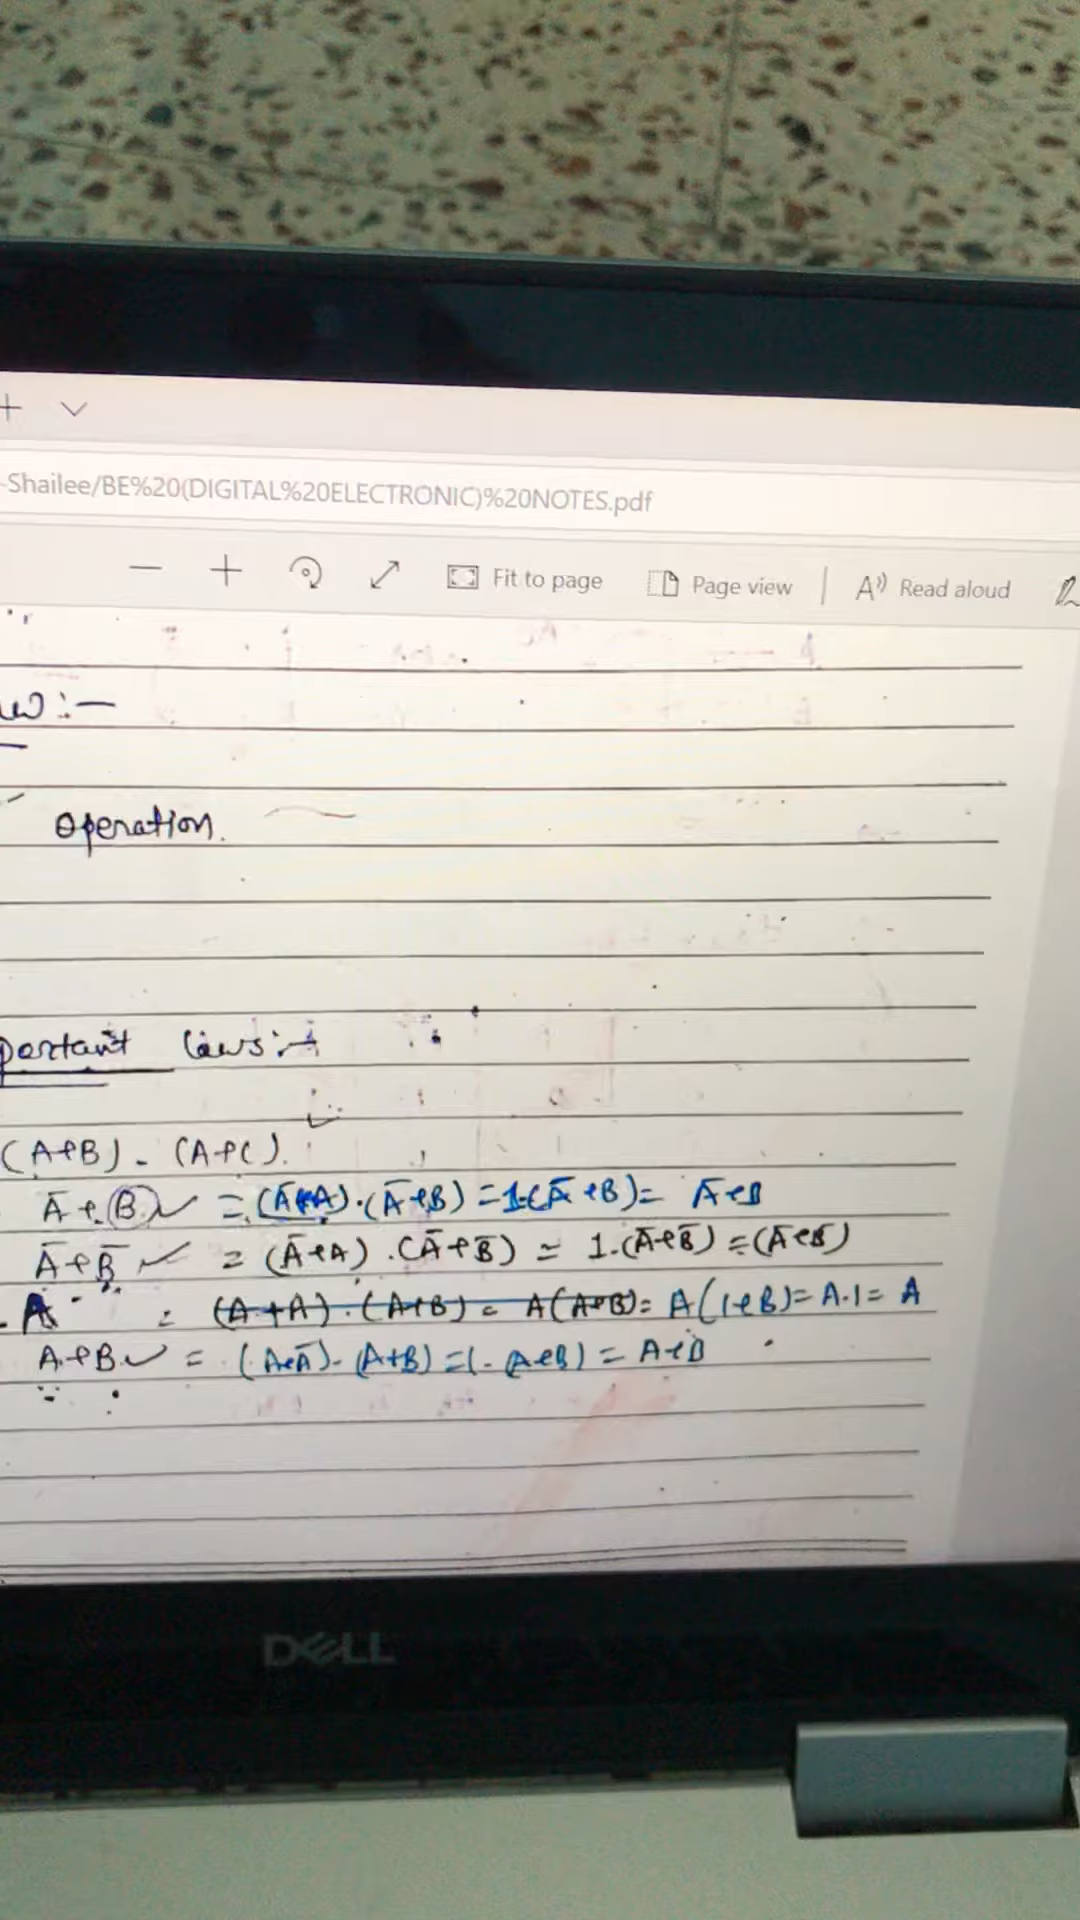 -Shailee/BE%20(DIGITAL%20ELECTRONIC)%20NOTES.pdf
Fit to page Page view Read aloud
:-
operation.
portant laws:-
(A+B) . (A+C).
Ā+B = (Ā+A).(Ā+B) = 1.(Ā+B) = Ā+B
Ā+B̄ = (Ā+A).(Ā+B̄) = 1.(Ā+B̄) = (Ā+B̄)
A = (A+A).(A+B) = A(A+B) = A(1+B) = A.1 = A
A+B = (A+Ā).(A+B) = 1.(A+B) = A+B
DELL